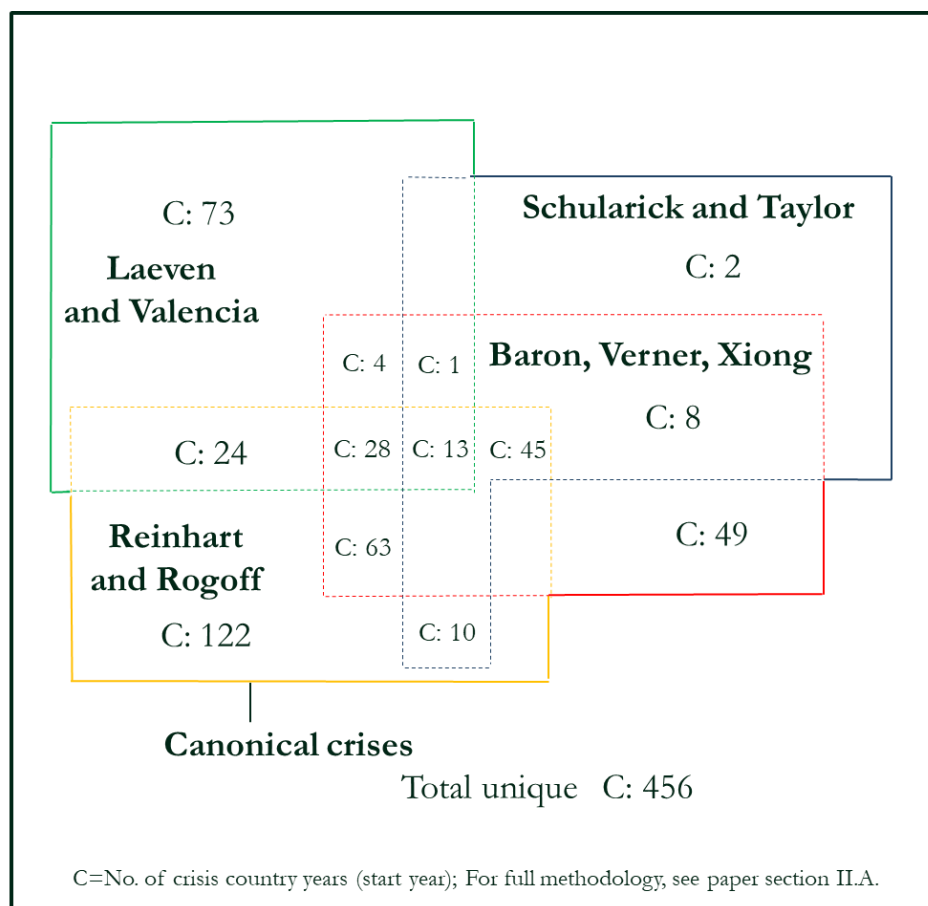 C: 73
Laeven
and Valencia
Schularick and Taylor
C: 2
C: 4
C: 1
Baron, Verner, Xiong
C: 8
C: 24
C: 28
C: 13
C: 45
Reinhart
and Rogoff
C: 63
C: 49
C: 122
C: 10
Canonical crises
Total unique C: 456
C=No. of crisis country years (start year); For full methodology, see paper section II.A.